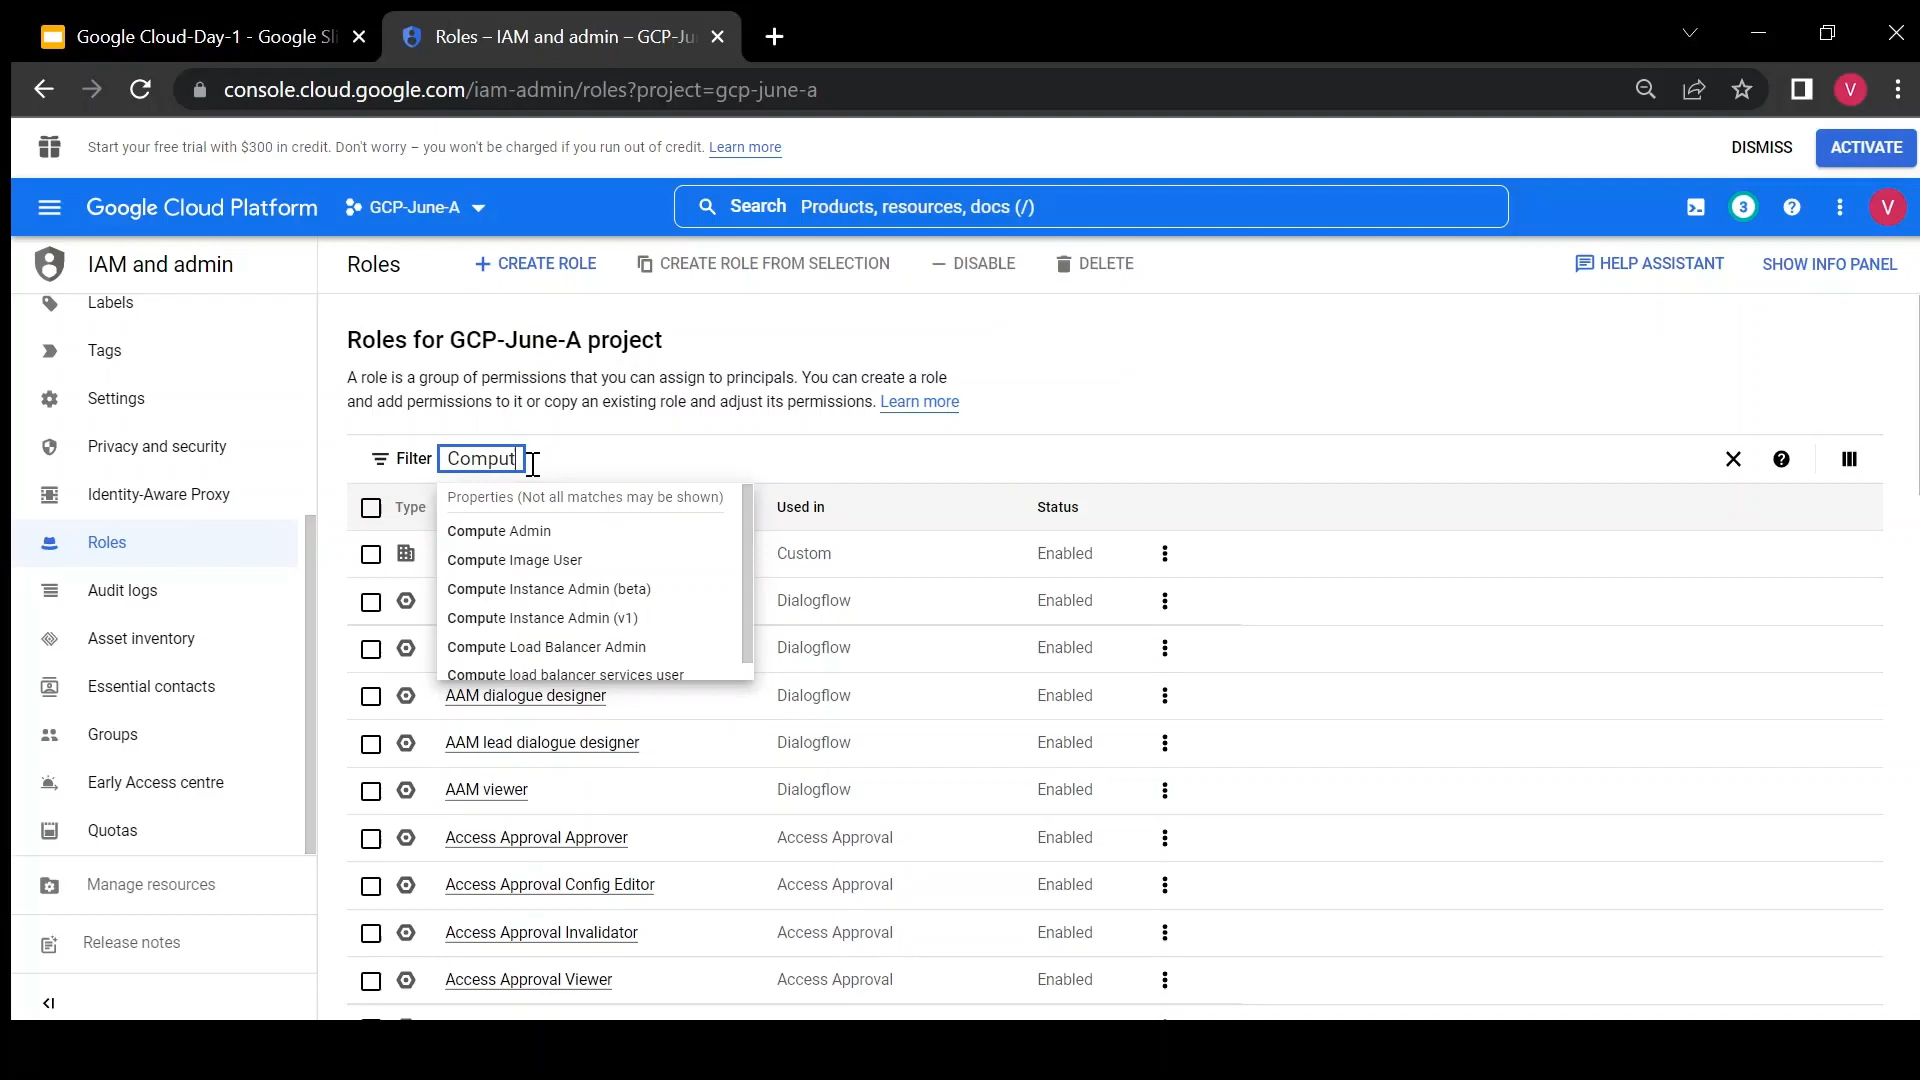 Google Cloud-Day-1 - Google Sli
Roles – IAM and admin – GCP-Ju
console.cloud.google.com/iam-admin/roles?project=gcp-june-a
V
Start your free trial with $300 in credit. Don't worry – you won't be charged if you run out of credit. Learn more
DISMISS
ACTIVATE
Google Cloud Platform
GCP-June-A
Search Products, resources, docs (/)
3
V
IAM and admin
Roles
CREATE ROLE
CREATE ROLE FROM SELECTION
DISABLE
DELETE
HELP ASSISTANT
SHOW INFO PANEL
Labels
Tags
Settings
Privacy and security
Identity-Aware Proxy
Roles
Audit logs
Asset inventory
Essential contacts
Groups
Early Access centre
Quotas
Manage resources
Release notes
Roles for GCP-June-A project
A role is a group of permissions that you can assign to principals. You can create a role
and add permissions to it or copy an existing role and adjust its permissions. Learn more
Filter Comput
Properties (Not all matches may be shown)
Compute Admin
Compute Image User
Compute Instance Admin (beta)
Compute Instance Admin (v1)
Compute Load Balancer Admin
Compute load balancer services user
Type Used in Status
Custom Enabled
Dialogflow Enabled
Dialogflow Enabled
AAM dialogue designer Dialogflow Enabled
AAM lead dialogue designer Dialogflow Enabled
AAM viewer Dialogflow Enabled
Access Approval Approver Access Approval Enabled
Access Approval Config Editor Access Approval Enabled
Access Approval Invalidator Access Approval Enabled
Access Approval Viewer Access Approval Enabled